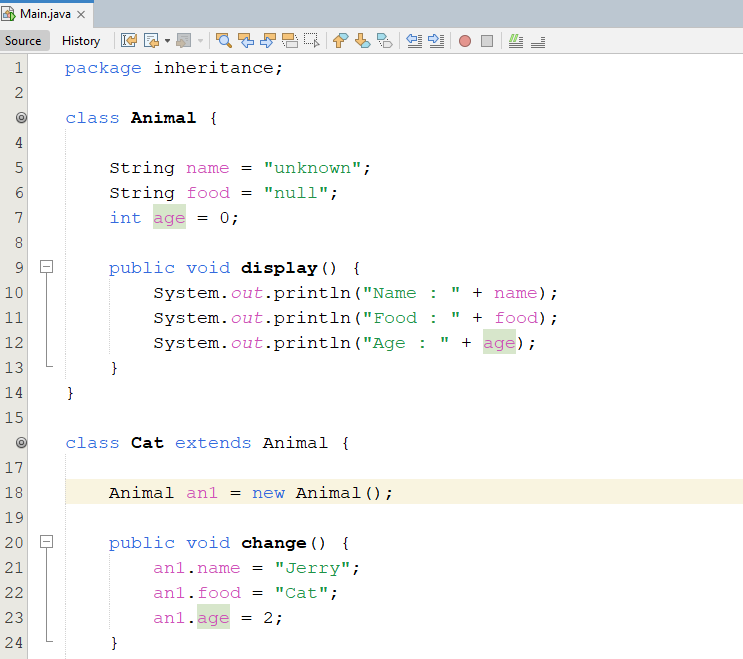 Main.java
Source History
1 package inheritance;
2
class Animal {
4
5 String name = "unknown";
6 String food = "null";
7 int age = 0;
8
9 public void display() {
10 System.out.println("Name : " + name);
11 System.out.println("Food : " + food);
12 System.out.println("Age : " + age);
13 }
14 }
15
class Cat extends Animal {
17
18 Animal an1 = new Animal();
19
20 public void change() {
21 an1.name = "Jerry";
22 an1.food = "Cat";
23 an1.age = 2;
24 }